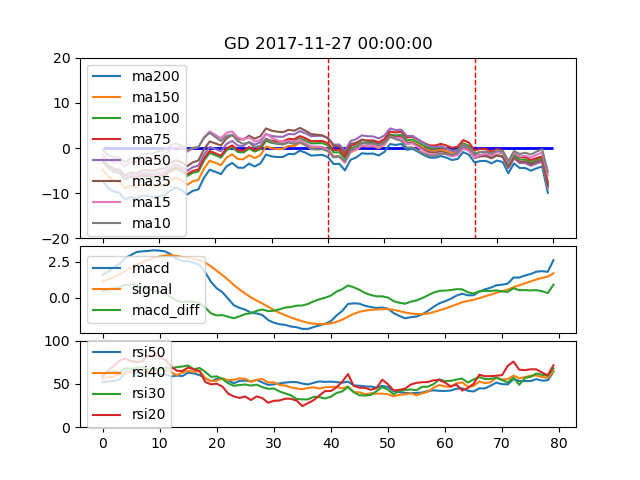 GD 2017-11-27 00:00:00
20
10
0
−10
−20
ma200
ma150
ma100
ma75
ma50
ma35
ma15
ma10
2.5
0.0
macd
signal
macd_diff
100
50
0
rsi50
rsi40
rsi30
rsi20
0 10 20 30 40 50 60 70 80